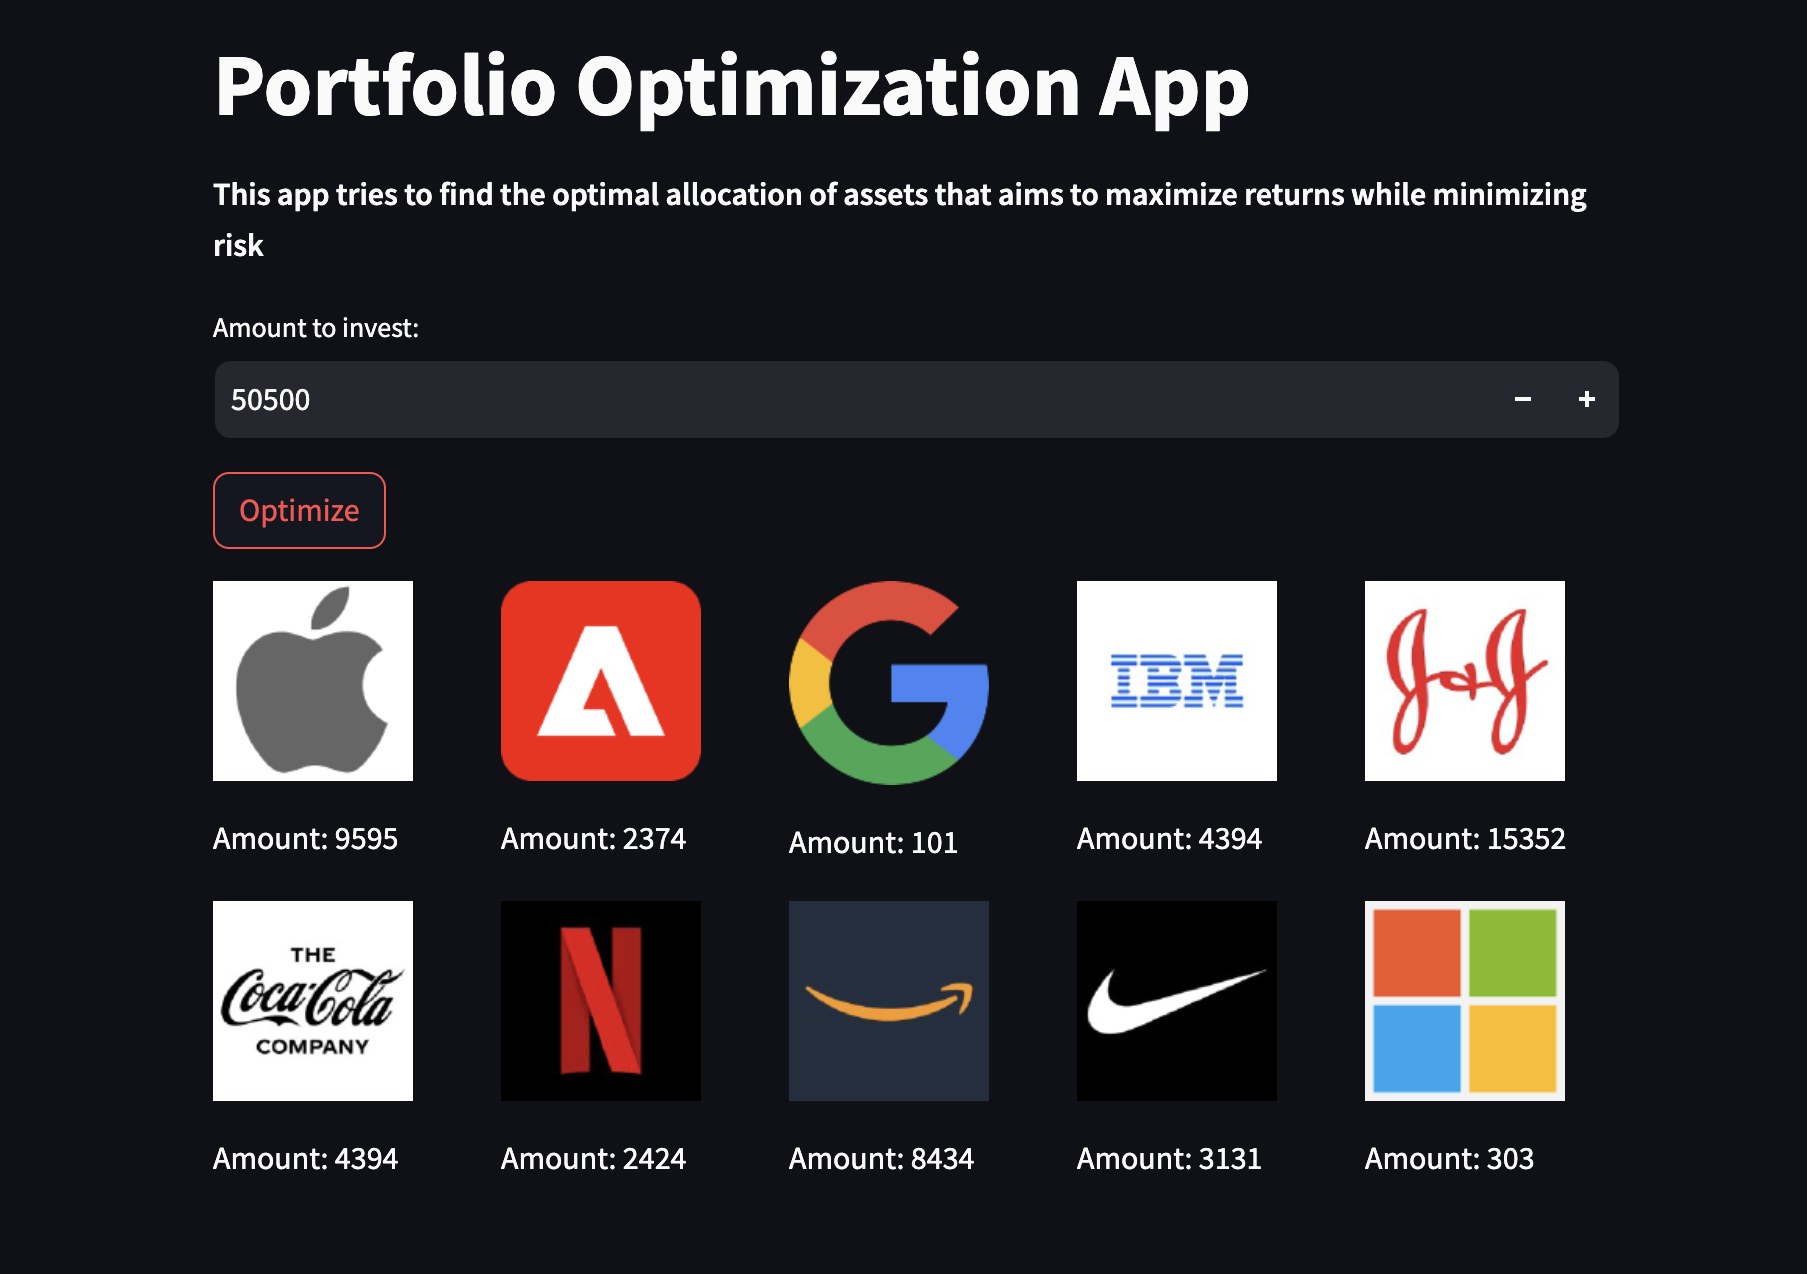 Portfolio Optimization App
This app tries to find the optimal allocation of assets that aims to maximize returns while minimizing
risk
Amount to invest:
50500
Optimize
IBM
J&J
Amount: 9595
Amount: 2374
Amount: 101
Amount: 4394
Amount: 15352
THE
Coca-Cola
COMPANY
N
Amount: 4394
Amount: 2424
Amount: 8434
Amount: 3131
Amount: 303